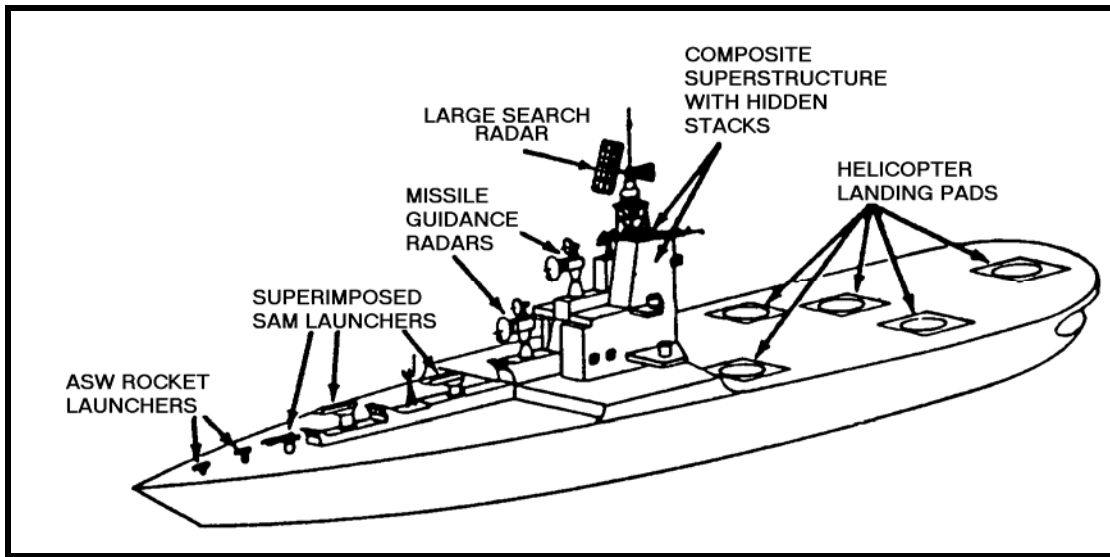 COMPOSITE
SUPERSTRUCTURE
WITH HIDDEN
STACKS
LARGE SEARCH
RADAR
HELICOPTER
LANDING PADS
MISSILE
GUIDANCE
RADARS
SUPERIMPOSED
SAM LAUNCHERS
ASW ROCKET
LAUNCHERS